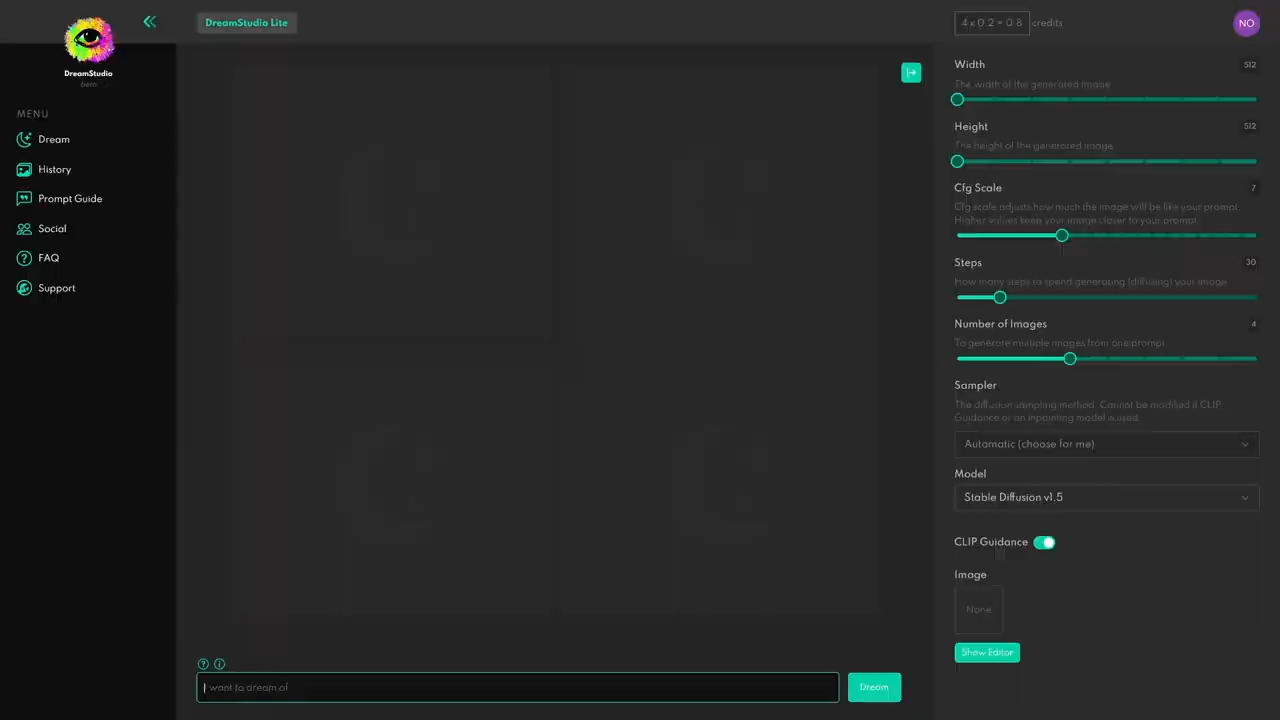 DreamStudio
beta
MENU
Dream
History
Prompt Guide
Social
FAQ
Support
DreamStudio Lite
I want to dream of
Dream
4 x 0.2 = 0.8 credits
NO
Width 512
The width of the generated image.
Height 512
The height of the generated image.
Cfg Scale 7
Cfg scale adjusts how much the image will be like your prompt.
Higher values keep your image closer to your prompt.
Steps 30
How many steps to spend generating (diffusing) your image.
Number of Images 4
To generate multiple images from one prompt.
Sampler
The diffusion sampling method. Cannot be modified if CLIP
Guidance or an inpainting model is used.
Automatic (choose for me)
Model
Stable Diffusion v1.5
CLIP Guidance
Image
None
Show Editor